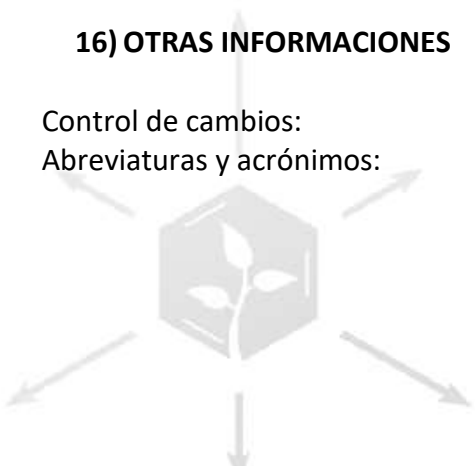 16) OTRAS INFORMACIONES
Control de cambios:
Abreviaturas y acrónimos: